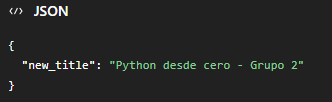 </> JSON
{
"new_title": "Python desde cero - Grupo 2"
}